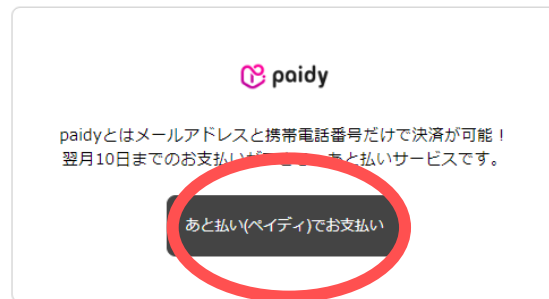 paidy
paidyとはメールアドレスと携帯電話番号だけで決済が可能！
翌月10日までのお支払いが あと払いサービスです。
あと払い(ペイディ)でお支払い